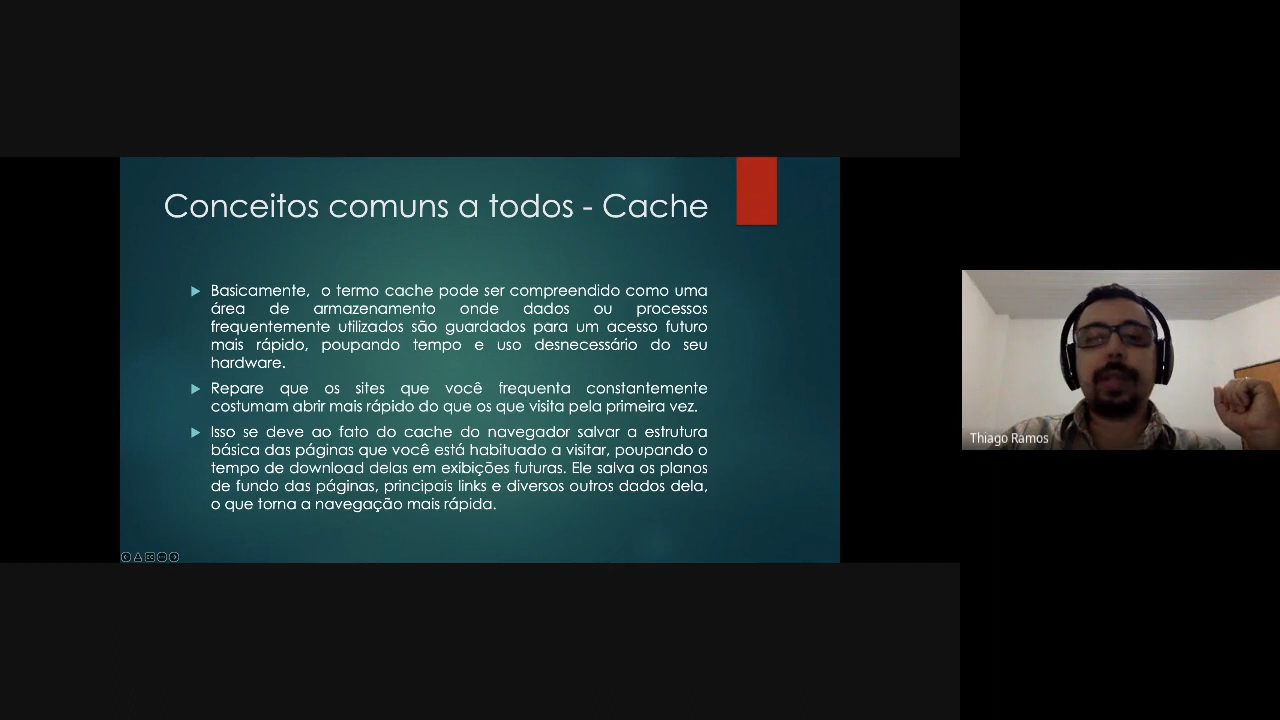 Conceitos comuns a todos - Cache
Basicamente, o termo cache pode ser compreendido como uma
área de armazenamento onde dados ou processos
frequentemente utilizados são guardados para um acesso futuro
mais rápido, poupando tempo e uso desnecessário do seu
hardware.
Repare que os sites que você frequenta constantemente
costumam abrir mais rápido do que os que visita pela primeira vez.
Isso se deve ao fato do cache do navegador salvar a estrutura
básica das páginas que você está habituado a visitar, poupando o
tempo de download delas em exibições futuras. Ele salva os planos
de fundo das páginas, principais links e diversos outros dados dela,
o que torna a navegação mais rápida.
Thiago Ramos